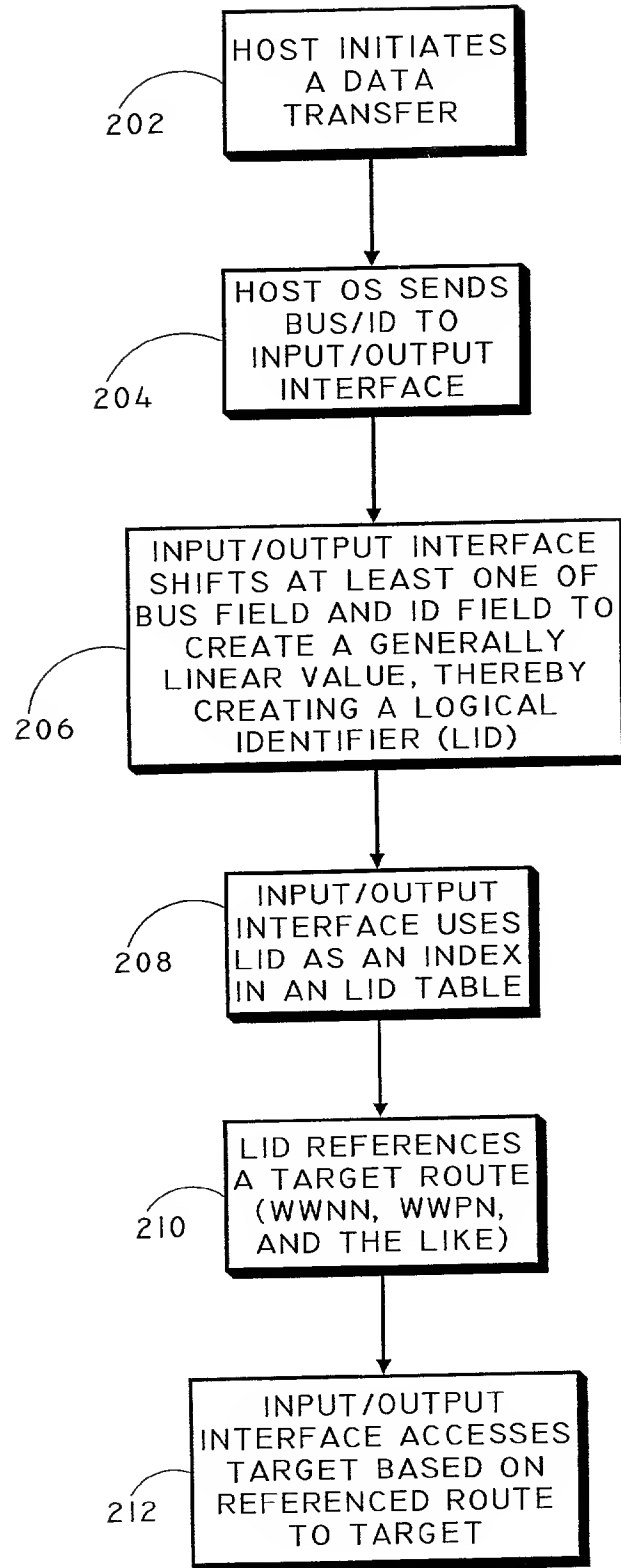 HOST INITIATES
A DATA
TRANSFER
202
HOST OS SENDS
BUS/ID TO
INPUT/OUTPUT
INTERFACE
204
INPUT/OUTPUT INTERFACE
SHIFTS AT LEAST ONE OF
BUS FIELD AND ID FIELD TO
CREATE A GENERALLY
LINEAR VALUE, THEREBY
CREATING A LOGICAL
IDENTIFIER (LID)
206
INPUT/OUTPUT
INTERFACE USES
LID AS AN INDEX
IN AN LID TABLE
208
LID REFERENCES
A TARGET ROUTE
(WWNN, WWPN,
AND THE LIKE)
210
INPUT/OUTPUT
INTERFACE ACCESSES
TARGET BASED ON
REFERENCED ROUTE
TO TARGET
212